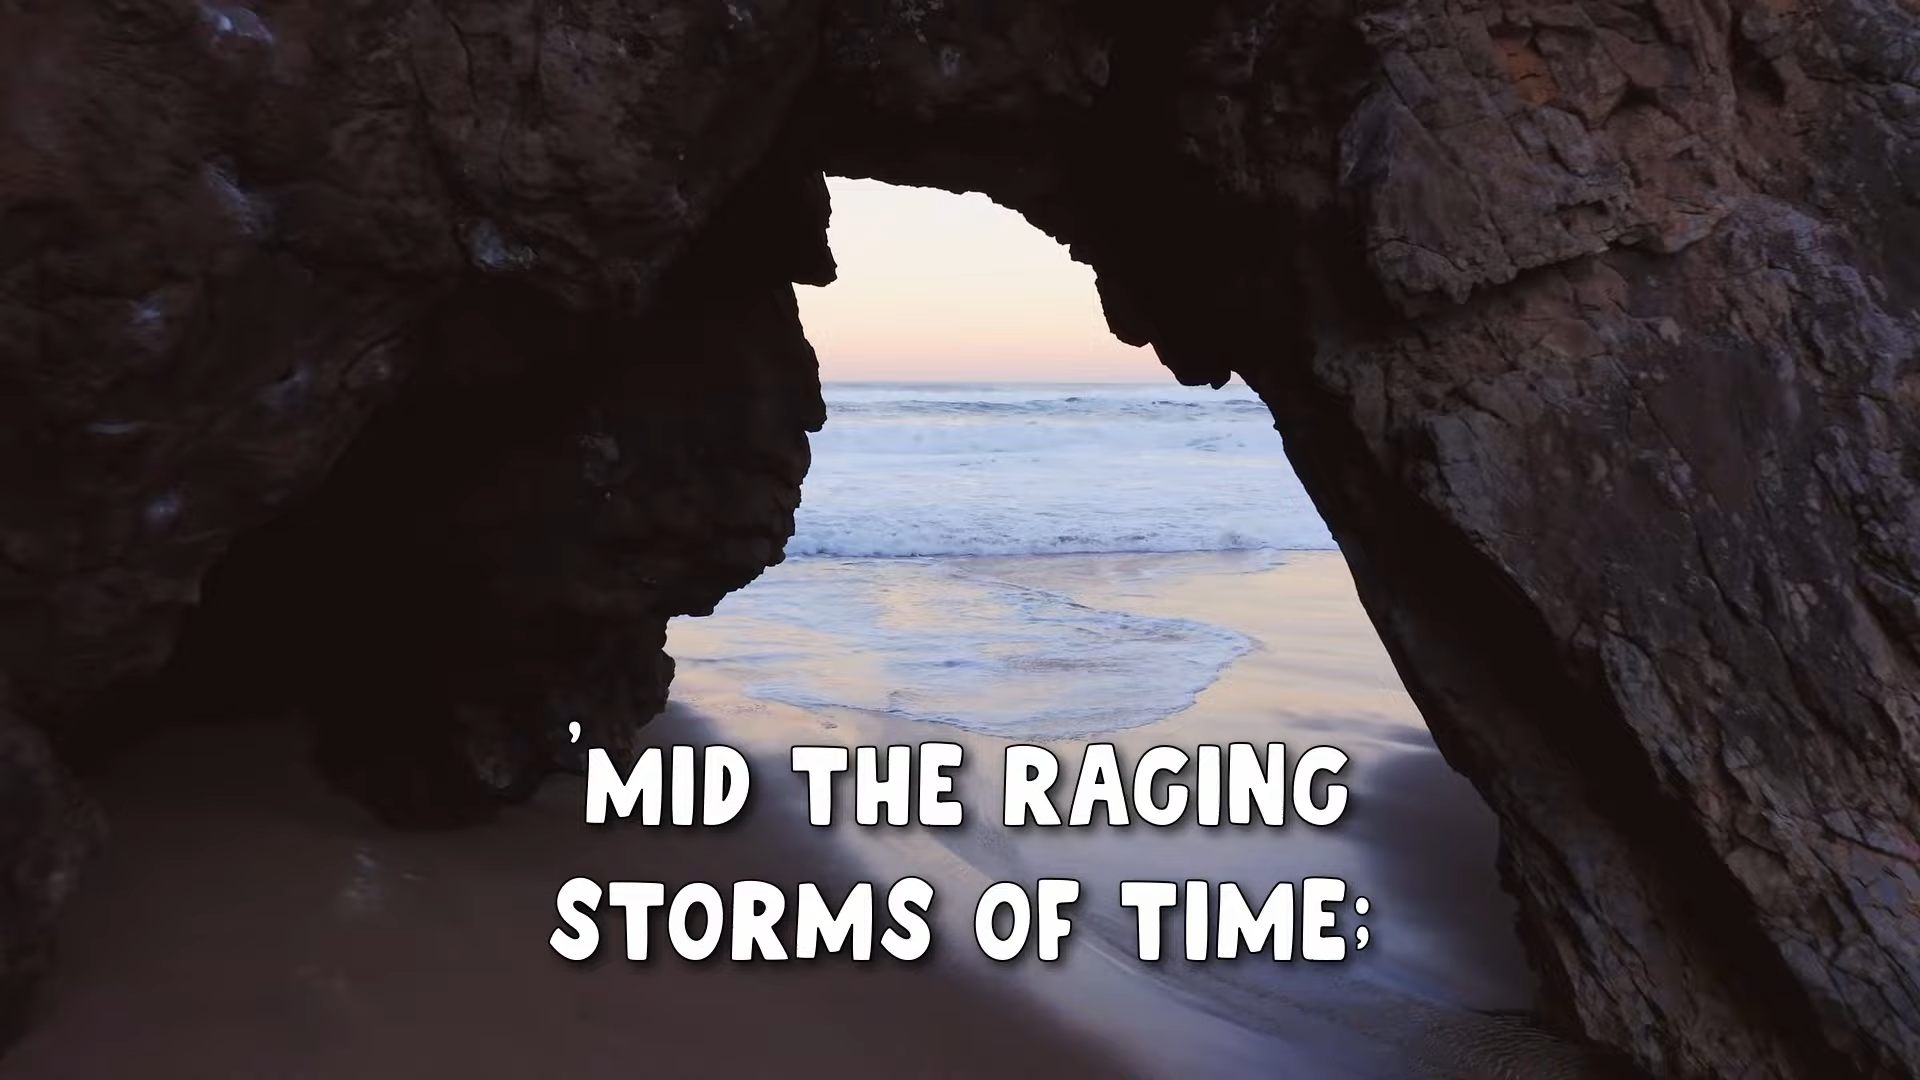 'MID THE RAGING
STORMS OF TIME;